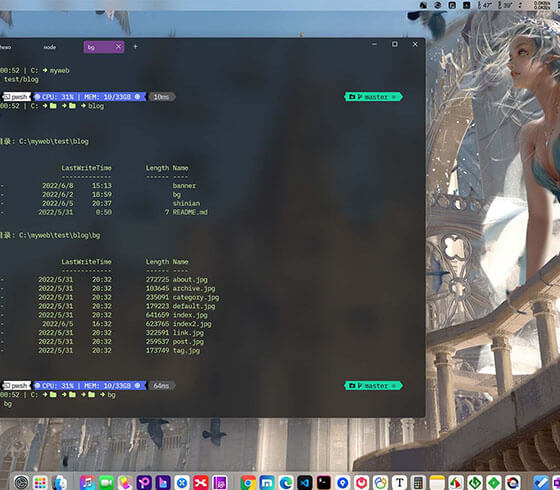 47° 39° 0.0KB/s
0.0KB/s
node bg
00:52 | C: ➜ myweb
test/blog
pwsh CPU: 31% | MEM: 10/33GB 10ms master
00:52 | C: ➜ ➜ ➜ blog
目录: C:\myweb\test\blog
LastWriteTime Length Name
------------- ------ ----
2022/6/8 15:13 banner
2022/6/2 18:59 bg
2022/6/5 20:37 shinian
2022/5/31 0:50 7 README.md
目录: C:\myweb\test\blog\bg
LastWriteTime Length Name
------------- ------ ----
2022/5/31 20:32 272725 about.jpg
2022/5/31 20:32 103645 archive.jpg
2022/5/31 20:32 235091 category.jpg
2022/5/31 20:32 179223 default.jpg
2022/5/31 20:32 641659 index.jpg
2022/6/5 16:32 623765 index2.jpg
2022/5/31 20:32 322591 link.jpg
2022/5/31 20:32 259537 post.jpg
2022/5/31 20:32 173749 tag.jpg
pwsh CPU: 31% | MEM: 10/33GB 64ms master
00:52 | C: ➜ ➜ ➜ ➜ bg
bg